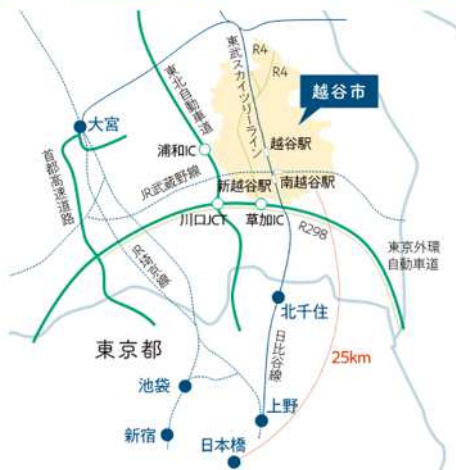 東武スカイツリーライン
R4
R4
越谷市
東北自動車道
大宮
浦和IC
越谷駅
首都高速道路
JR武蔵野線
新越谷駅
南越谷駅
川口JCT
草加IC
R298
東京外環
自動車道
JR埼京線
北千住
東京都
日比谷線
25km
池袋
上野
新宿
日本橋